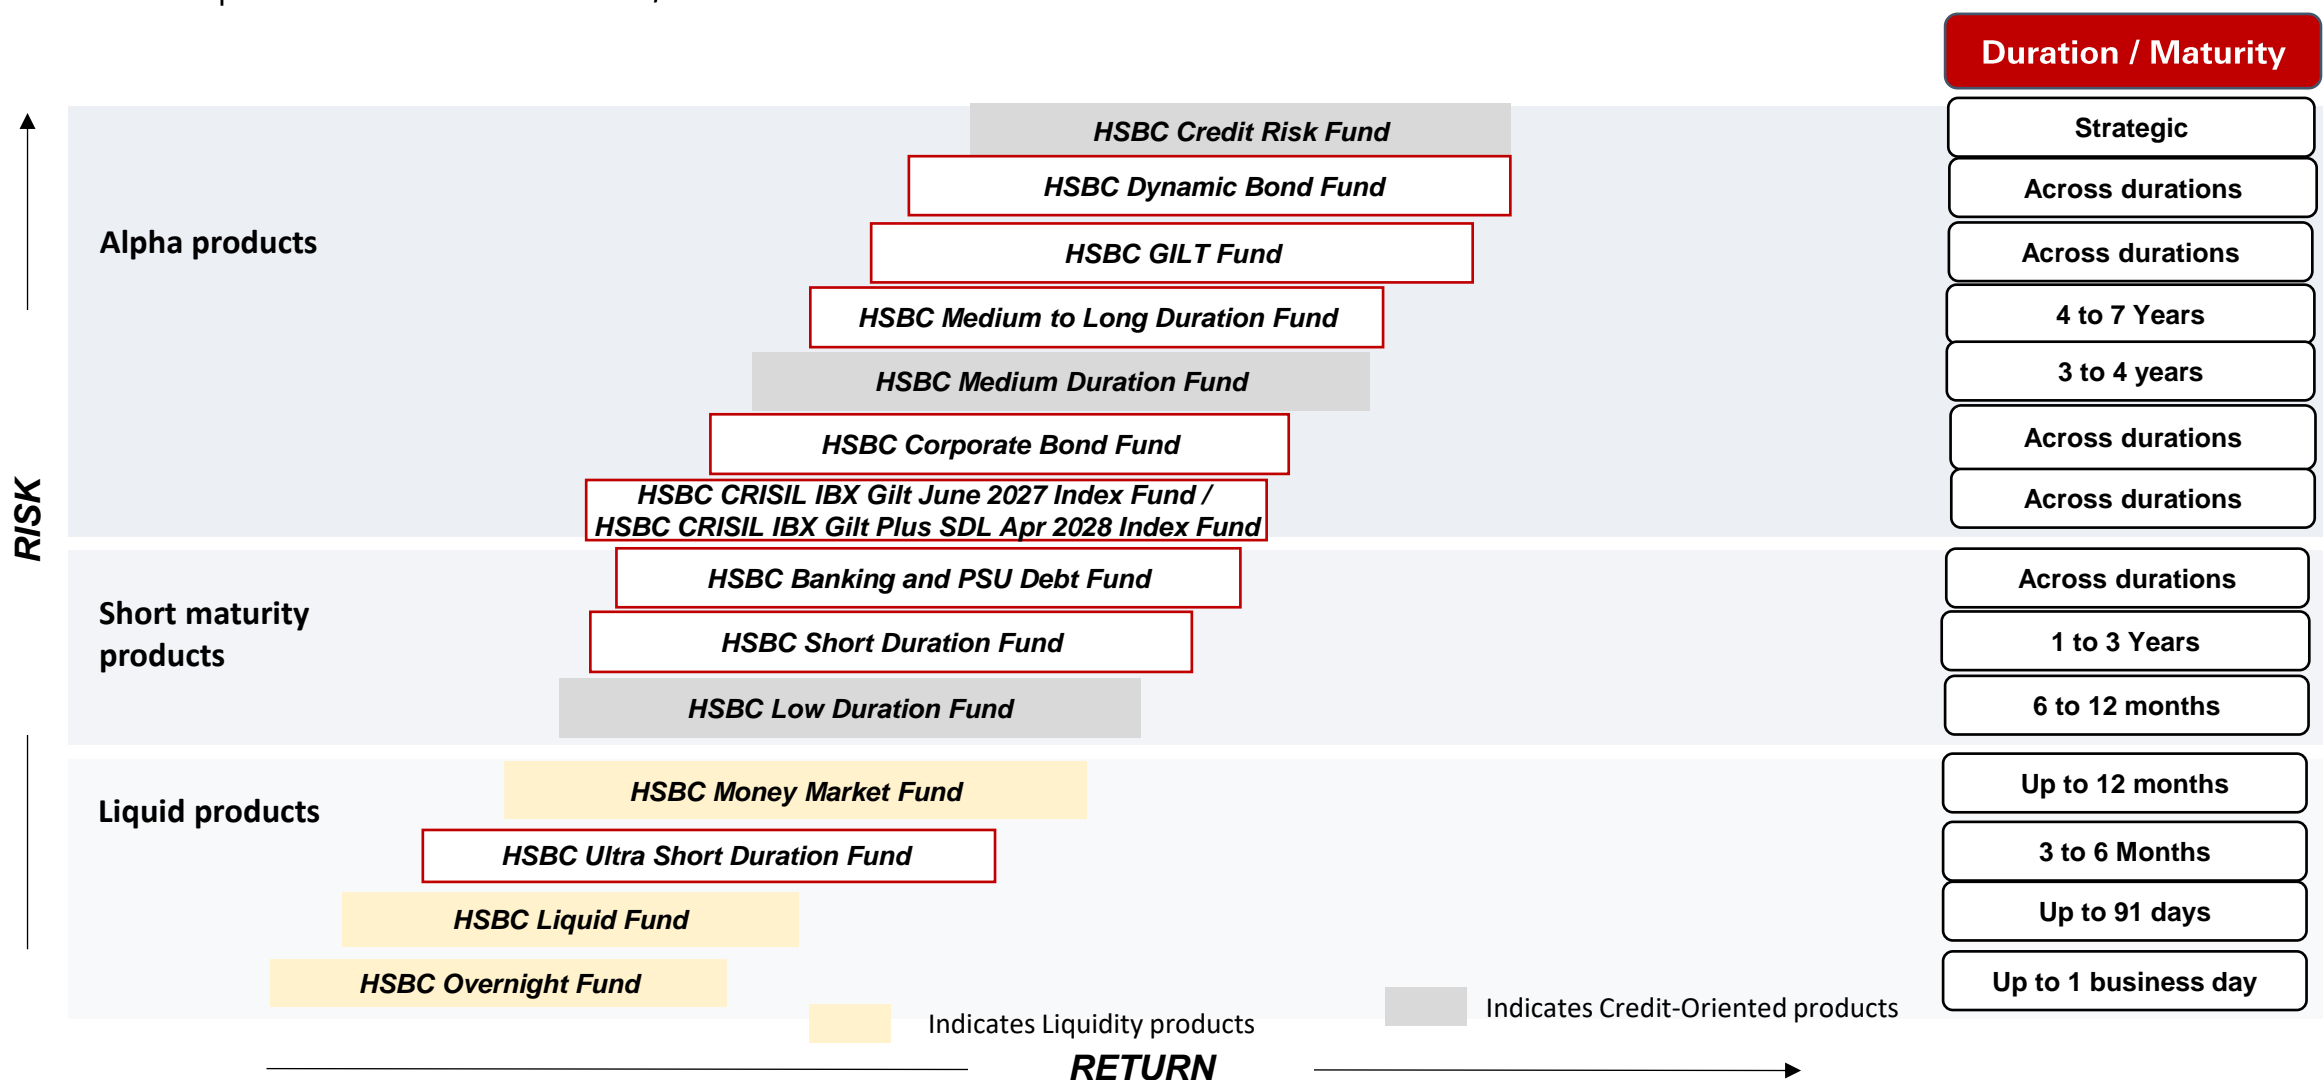 Duration / Maturity
HSBC Credit Risk Fund
Strategic
HSBC Dynamic Bond Fund
Across durations
Alpha products
HSBC GILT Fund
Across durations
HSBC Medium to Long Duration Fund
4 to 7 Years
HSBC Medium Duration Fund
3 to 4 years
HSBC Corporate Bond Fund
Across durations
RISK
HSBC CRISIL IBX Gilt June 2027 Index Fund /
HSBC CRISIL IBX Gilt Plus SDL Apr 2028 Index Fund
Across durations
HSBC Banking and PSU Debt Fund
Across durations
Short maturity
products
HSBC Short Duration Fund
1 to 3 Years
HSBC Low Duration Fund
6 to 12 months
Liquid products
HSBC Money Market Fund
Up to 12 months
HSBC Ultra Short Duration Fund
3 to 6 Months
HSBC Liquid Fund
Up to 91 days
HSBC Overnight Fund
Up to 1 business day
Indicates Liquidity products
Indicates Credit-Oriented products
RETURN